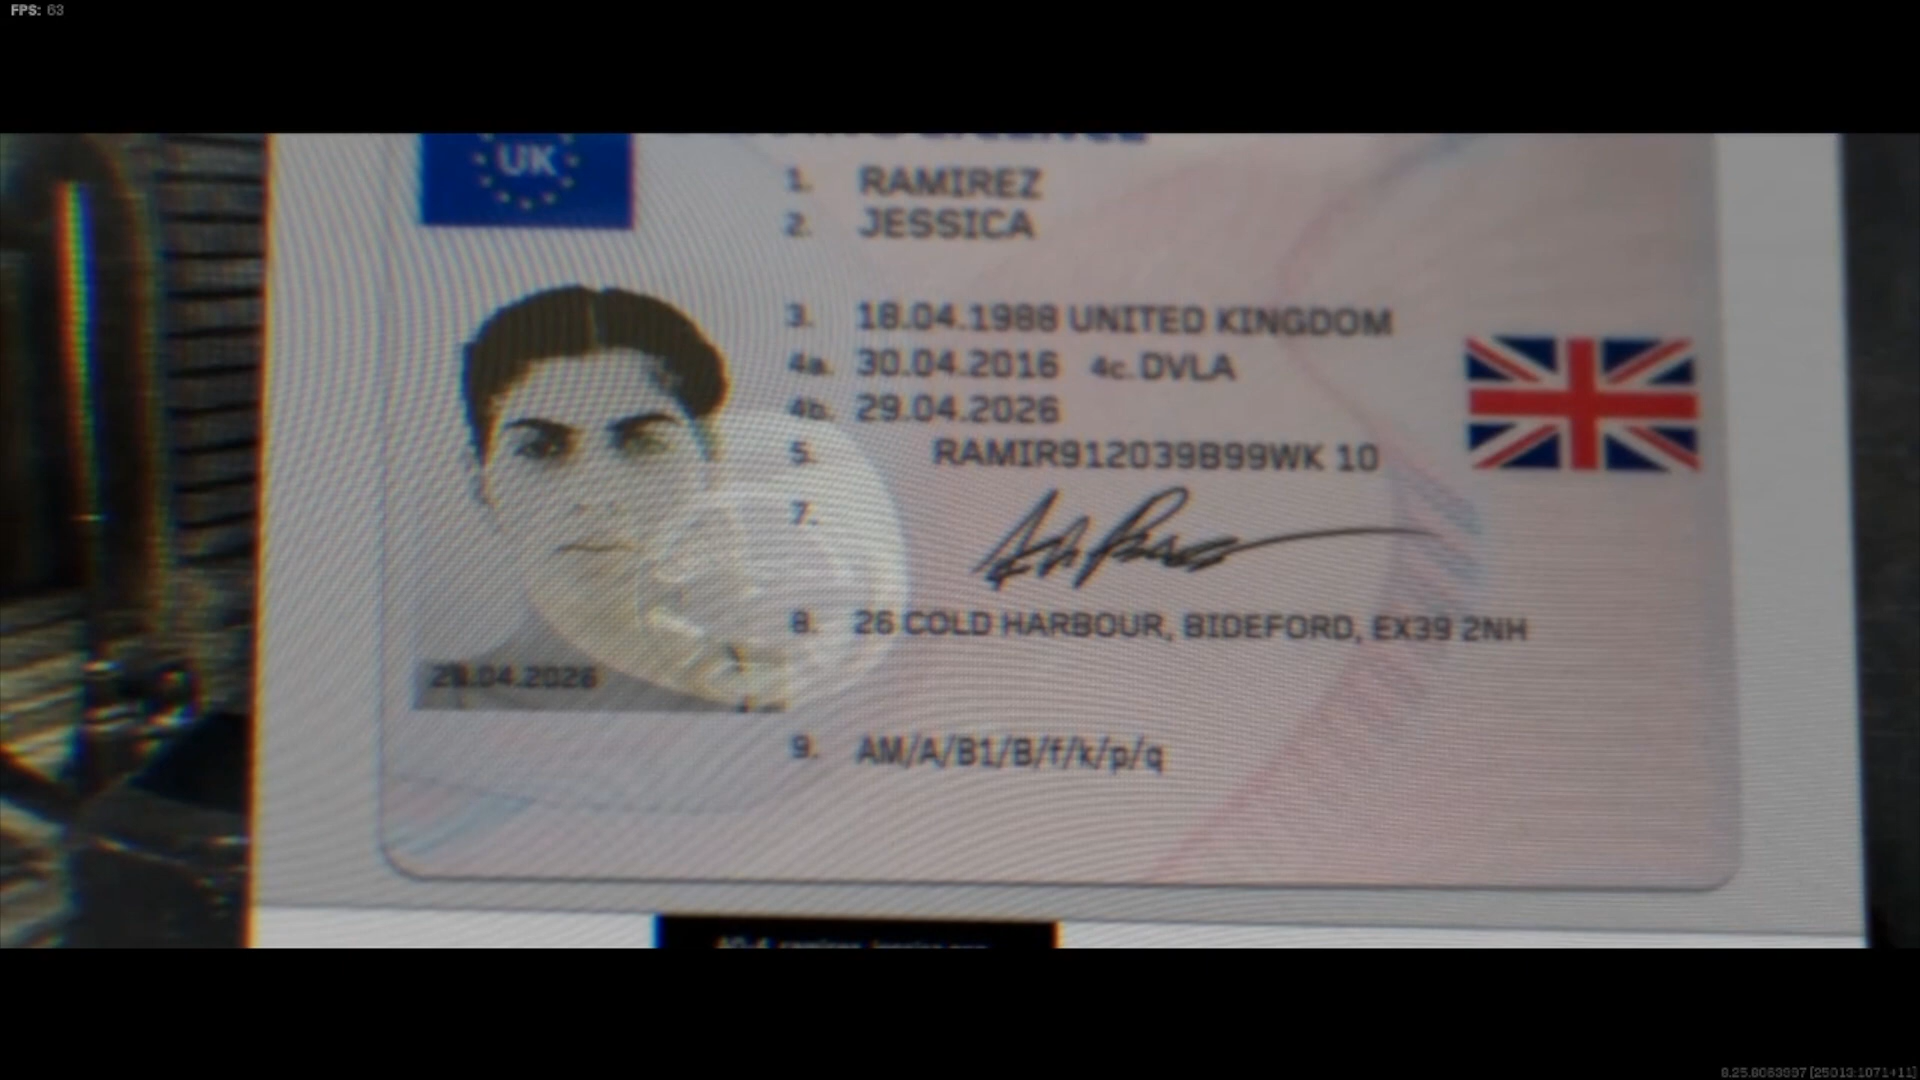 FPS: 63
UK
1. RAMIREZ
2. JESSICA
3. 18.04.1988 UNITED KINGDOM
4a. 30.04.2016 4c. DVLA
4b. 29.04.2026
5. RAMIR912039B99WK 10
7.
8. 26 COLD HARBOUR, BIDEFORD, EX39 2NH
29.04.2026
9. AM/A/B1/B/f/k/p/q